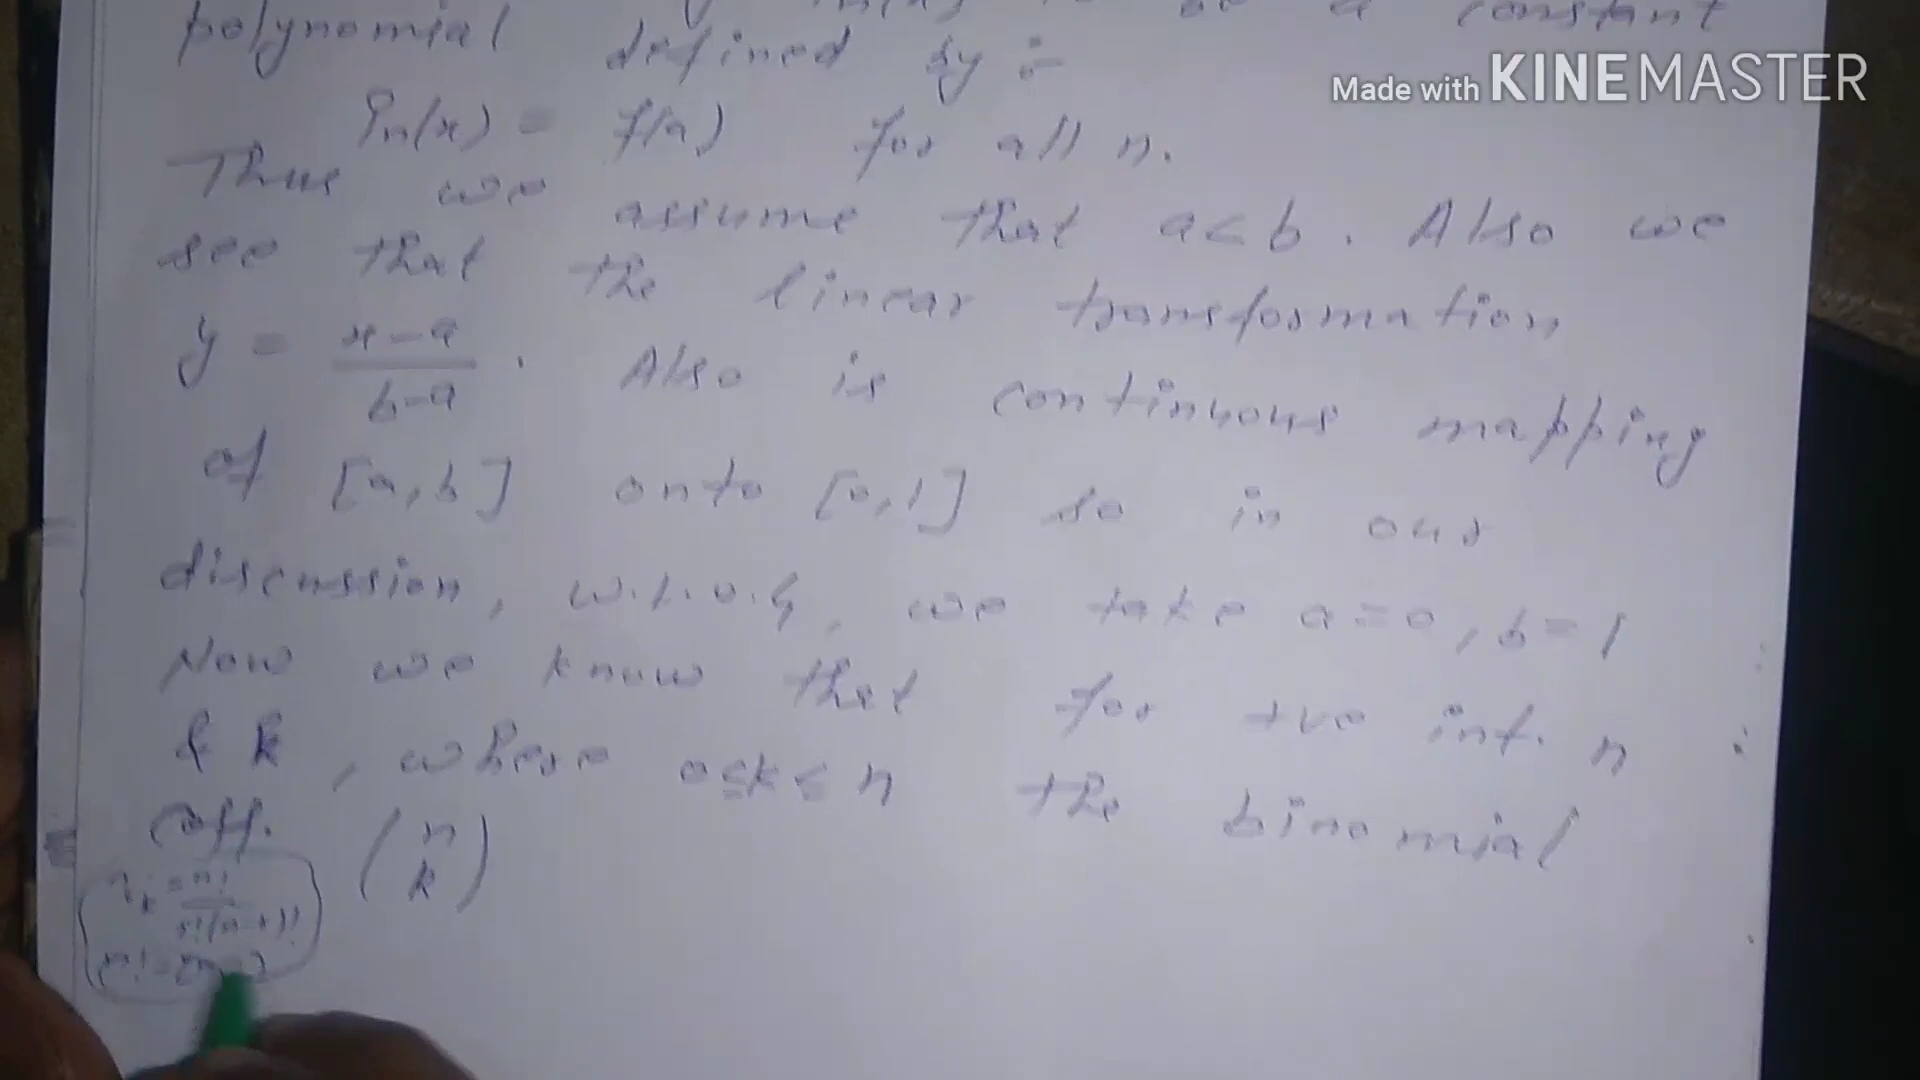 constant
polynomial defined by :-
Pn(x) = f(a) for all n.
Thus we assume that a<b. Also we
see that the linear transformation
y = x-a / b-a . Also is continuous mapping
of [a,b] onto [0,1] so in our
discussion, w.l.o.g, we take a=0, b=1
Now we know that for +ve int. n
& k, where 0≤k≤n the binomial
Coff. (n k)
= n! / r!(n-r)!
Made with KINEMASTER